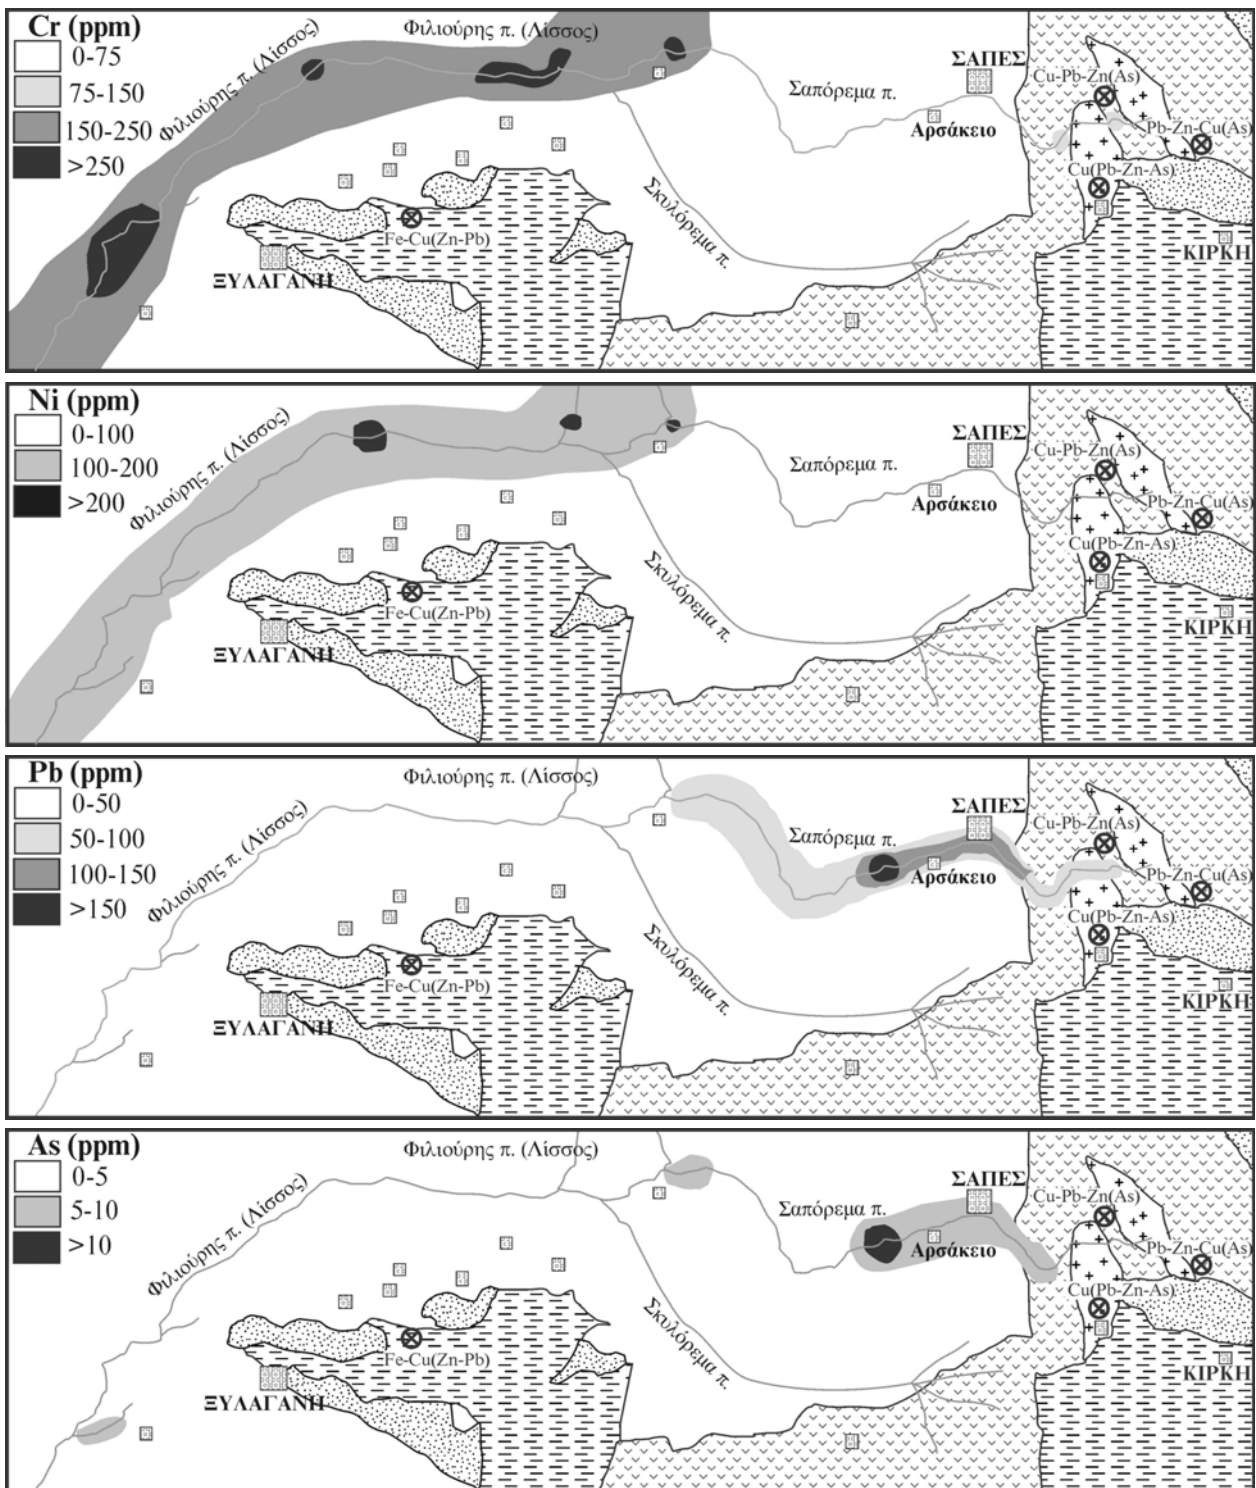 Cr (ppm)
0-75
75-150
150-250
>250
Φιλιούρης π. (Λίσσος)
Φιλιούρης π. (Λίσσος)
ΣΑΠΕΣ
Σαπόρεμα π.
Αρσάκειο
Cu-Pb-Zn(As)
Pb-Zn-Cu(As)
Cu(Pb-Zn-As)
Σκυλόρεμα π.
Fe-Cu(Zn-Pb)
ΞΥΛΑΓΑΝΗ
ΚΙΡΚΗ
Ni (ppm)
0-100
100-200
>200
Φιλιούρης π. (Λίσσος)
ΣΑΠΕΣ
Σαπόρεμα π.
Αρσάκειο
Cu-Pb-Zn(As)
Pb-Zn-Cu(As)
Cu(Pb-Zn-As)
Σκυλόρεμα π.
Fe-Cu(Zn-Pb)
ΞΥΛΑΓΑΝΗ
ΚΙΡΚΗ
Pb (ppm)
0-50
50-100
100-150
>150
Φιλιούρης π. (Λίσσος)
Φιλιούρης π. (Λίσσος)
ΣΑΠΕΣ
Σαπόρεμα π.
Αρσάκειο
Cu-Pb-Zn(As)
Pb-Zn-Cu(As)
Cu(Pb-Zn-As)
Σκυλόρεμα π.
Fe-Cu(Zn-Pb)
ΞΥΛΑΓΑΝΗ
ΚΙΡΚΗ
As (ppm)
0-5
5-10
>10
Φιλιούρης π. (Λίσσος)
Φιλιούρης π. (Λίσσος)
ΣΑΠΕΣ
Σαπόρεμα π.
Αρσάκειο
Cu-Pb-Zn(As)
Pb-Zn-Cu(As)
Cu(Pb-Zn-As)
Σκυλόρεμα π.
Fe-Cu(Zn-Pb)
ΞΥΛΑΓΑΝΗ
ΚΙΡΚΗ